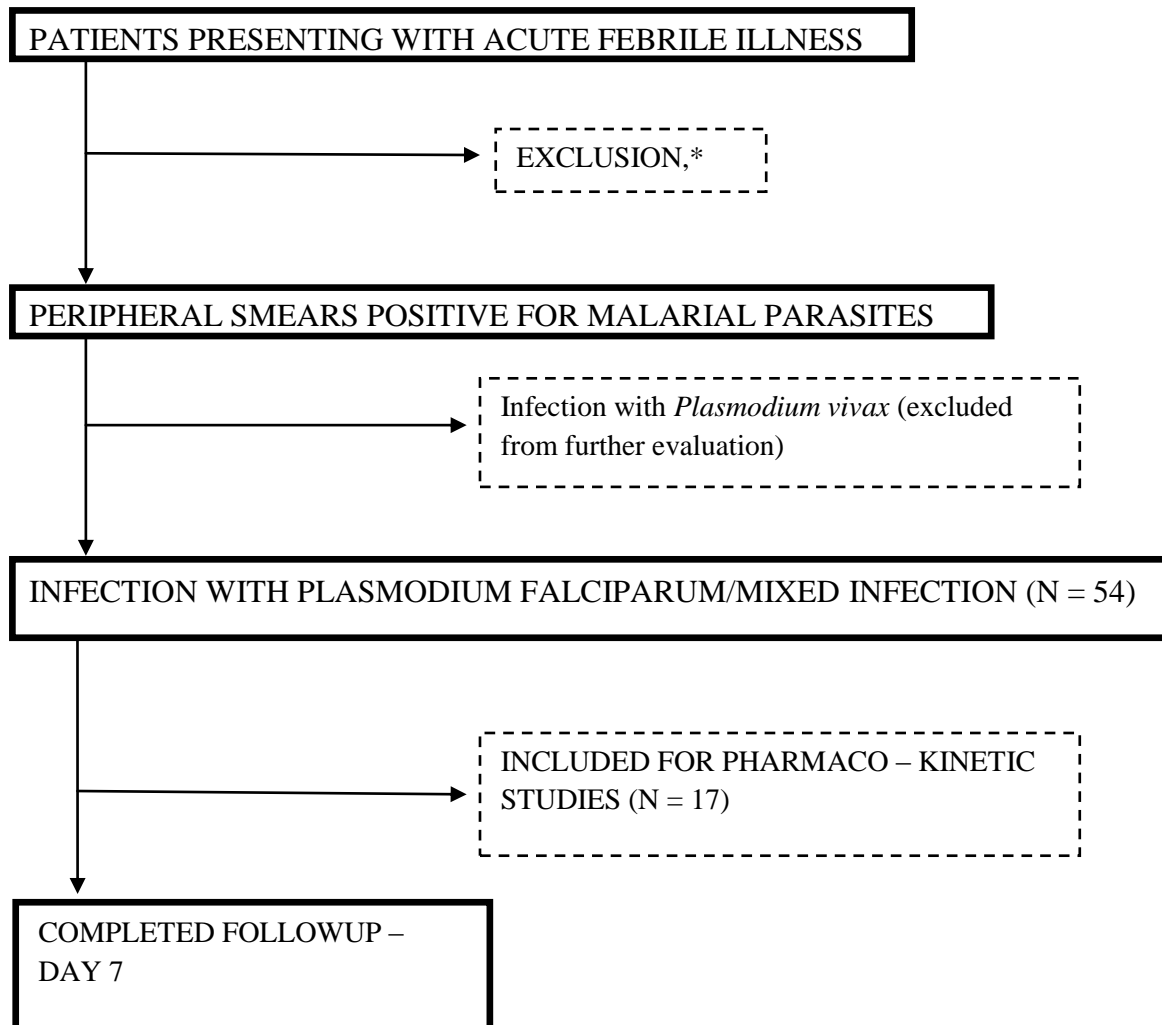 PATIENTS PRESENTING WITH ACUTE FEBRILE ILLNESS
EXCLUSION,*
PERIPHERAL SMEARS POSITIVE FOR MALARIAL PARASITES
Infection with Plasmodium vivax (excluded
from further evaluation)
INFECTION WITH PLASMODIUM FALCIPARUM/MIXED INFECTION (N = 54)
INCLUDED FOR PHARMACO – KINETIC
STUDIES (N = 17)
COMPLETED FOLLOWUP –
DAY 7